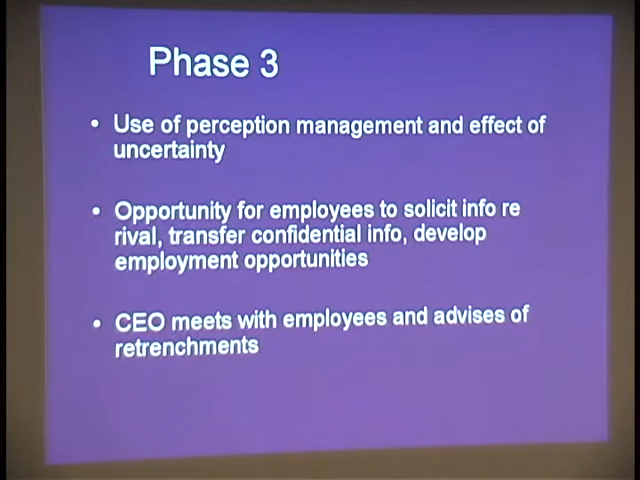 Phase 3
• Use of perception management and effect of
uncertainty
• Opportunity for employees to solicit info re
rival, transfer confidential info, develop
employment opportunities
• CEO meets with employees and advises of
retrenchments